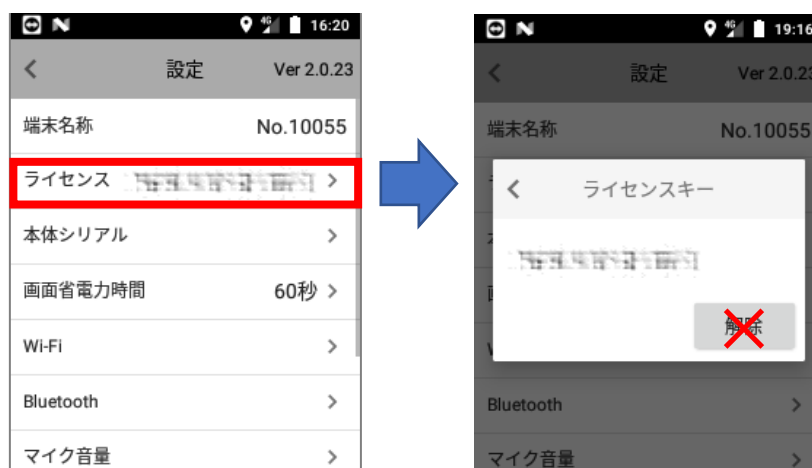 16:20
設定
Ver 2.0.23
端末名称
No.10055
ライセンス
本体シリアル
画面省電力時間
60秒
Wi-Fi
Bluetooth
マイク音量
19:16
設定
Ver 2.0.23
端末名称
No.10055
ライセンスキー
解除
Bluetooth
マイク音量